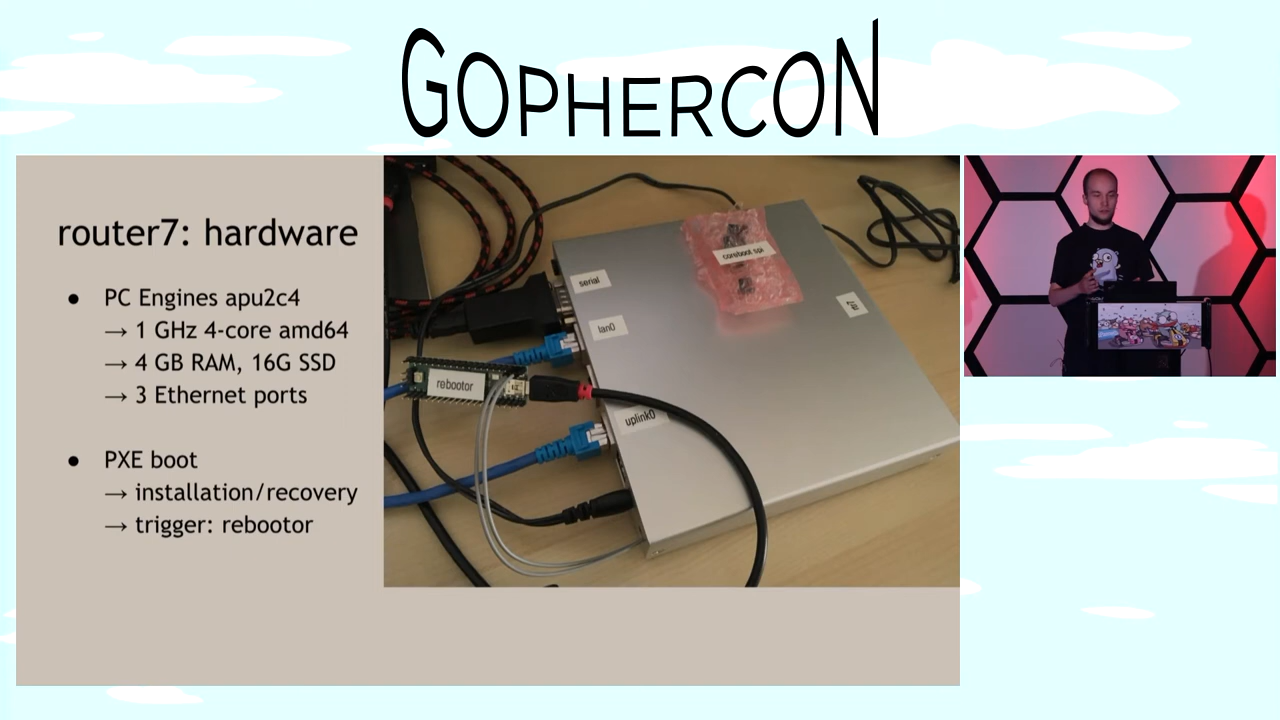 GOPHERCON
router7: hardware
● PC Engines apu2c4
→ 1 GHz 4-core amd64
→ 4 GB RAM, 16G SSD
→ 3 Ethernet ports
● PXE boot
→ installation/recovery
→ trigger: rebootor
coreboot spi
serial
lan0
rebootor
uplink0